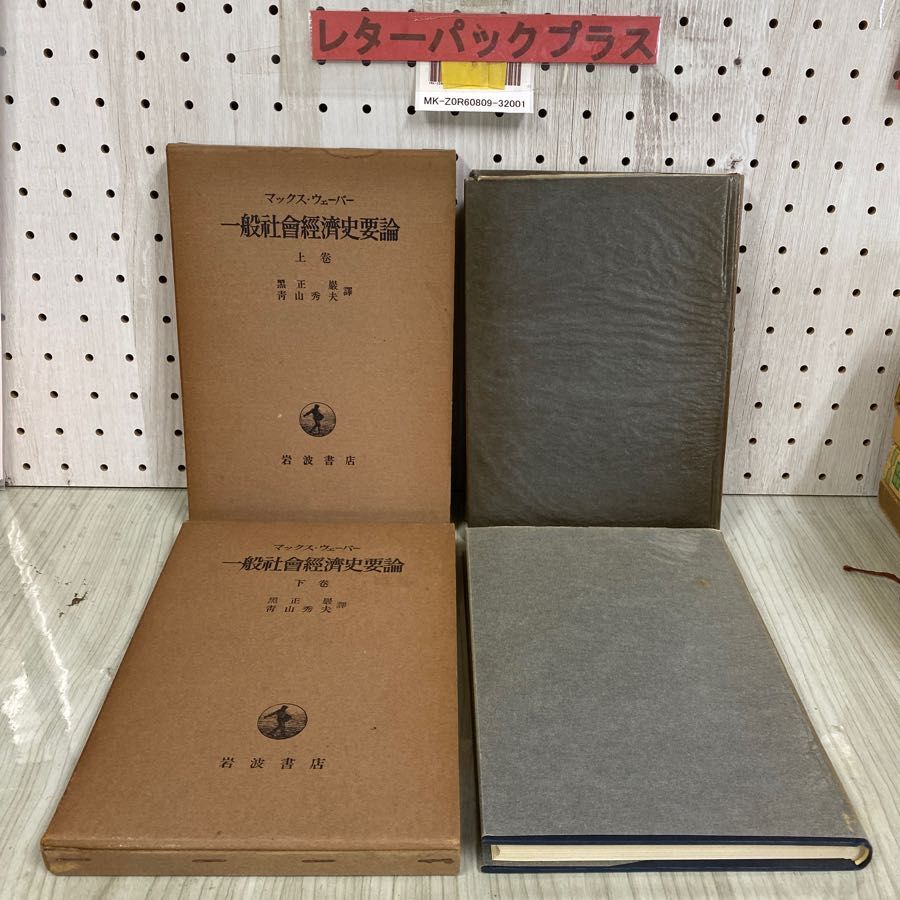 レターパックプラス
MK-Z0R60809-32001
マックス・ウェーバー
一般社會經濟史要論
上卷
黑正巖
靑山秀夫 譯
岩波書店
マックス・ウェーバー
一般社會經濟史要論
下卷
黑正巖
靑山秀夫 譯
岩波書店